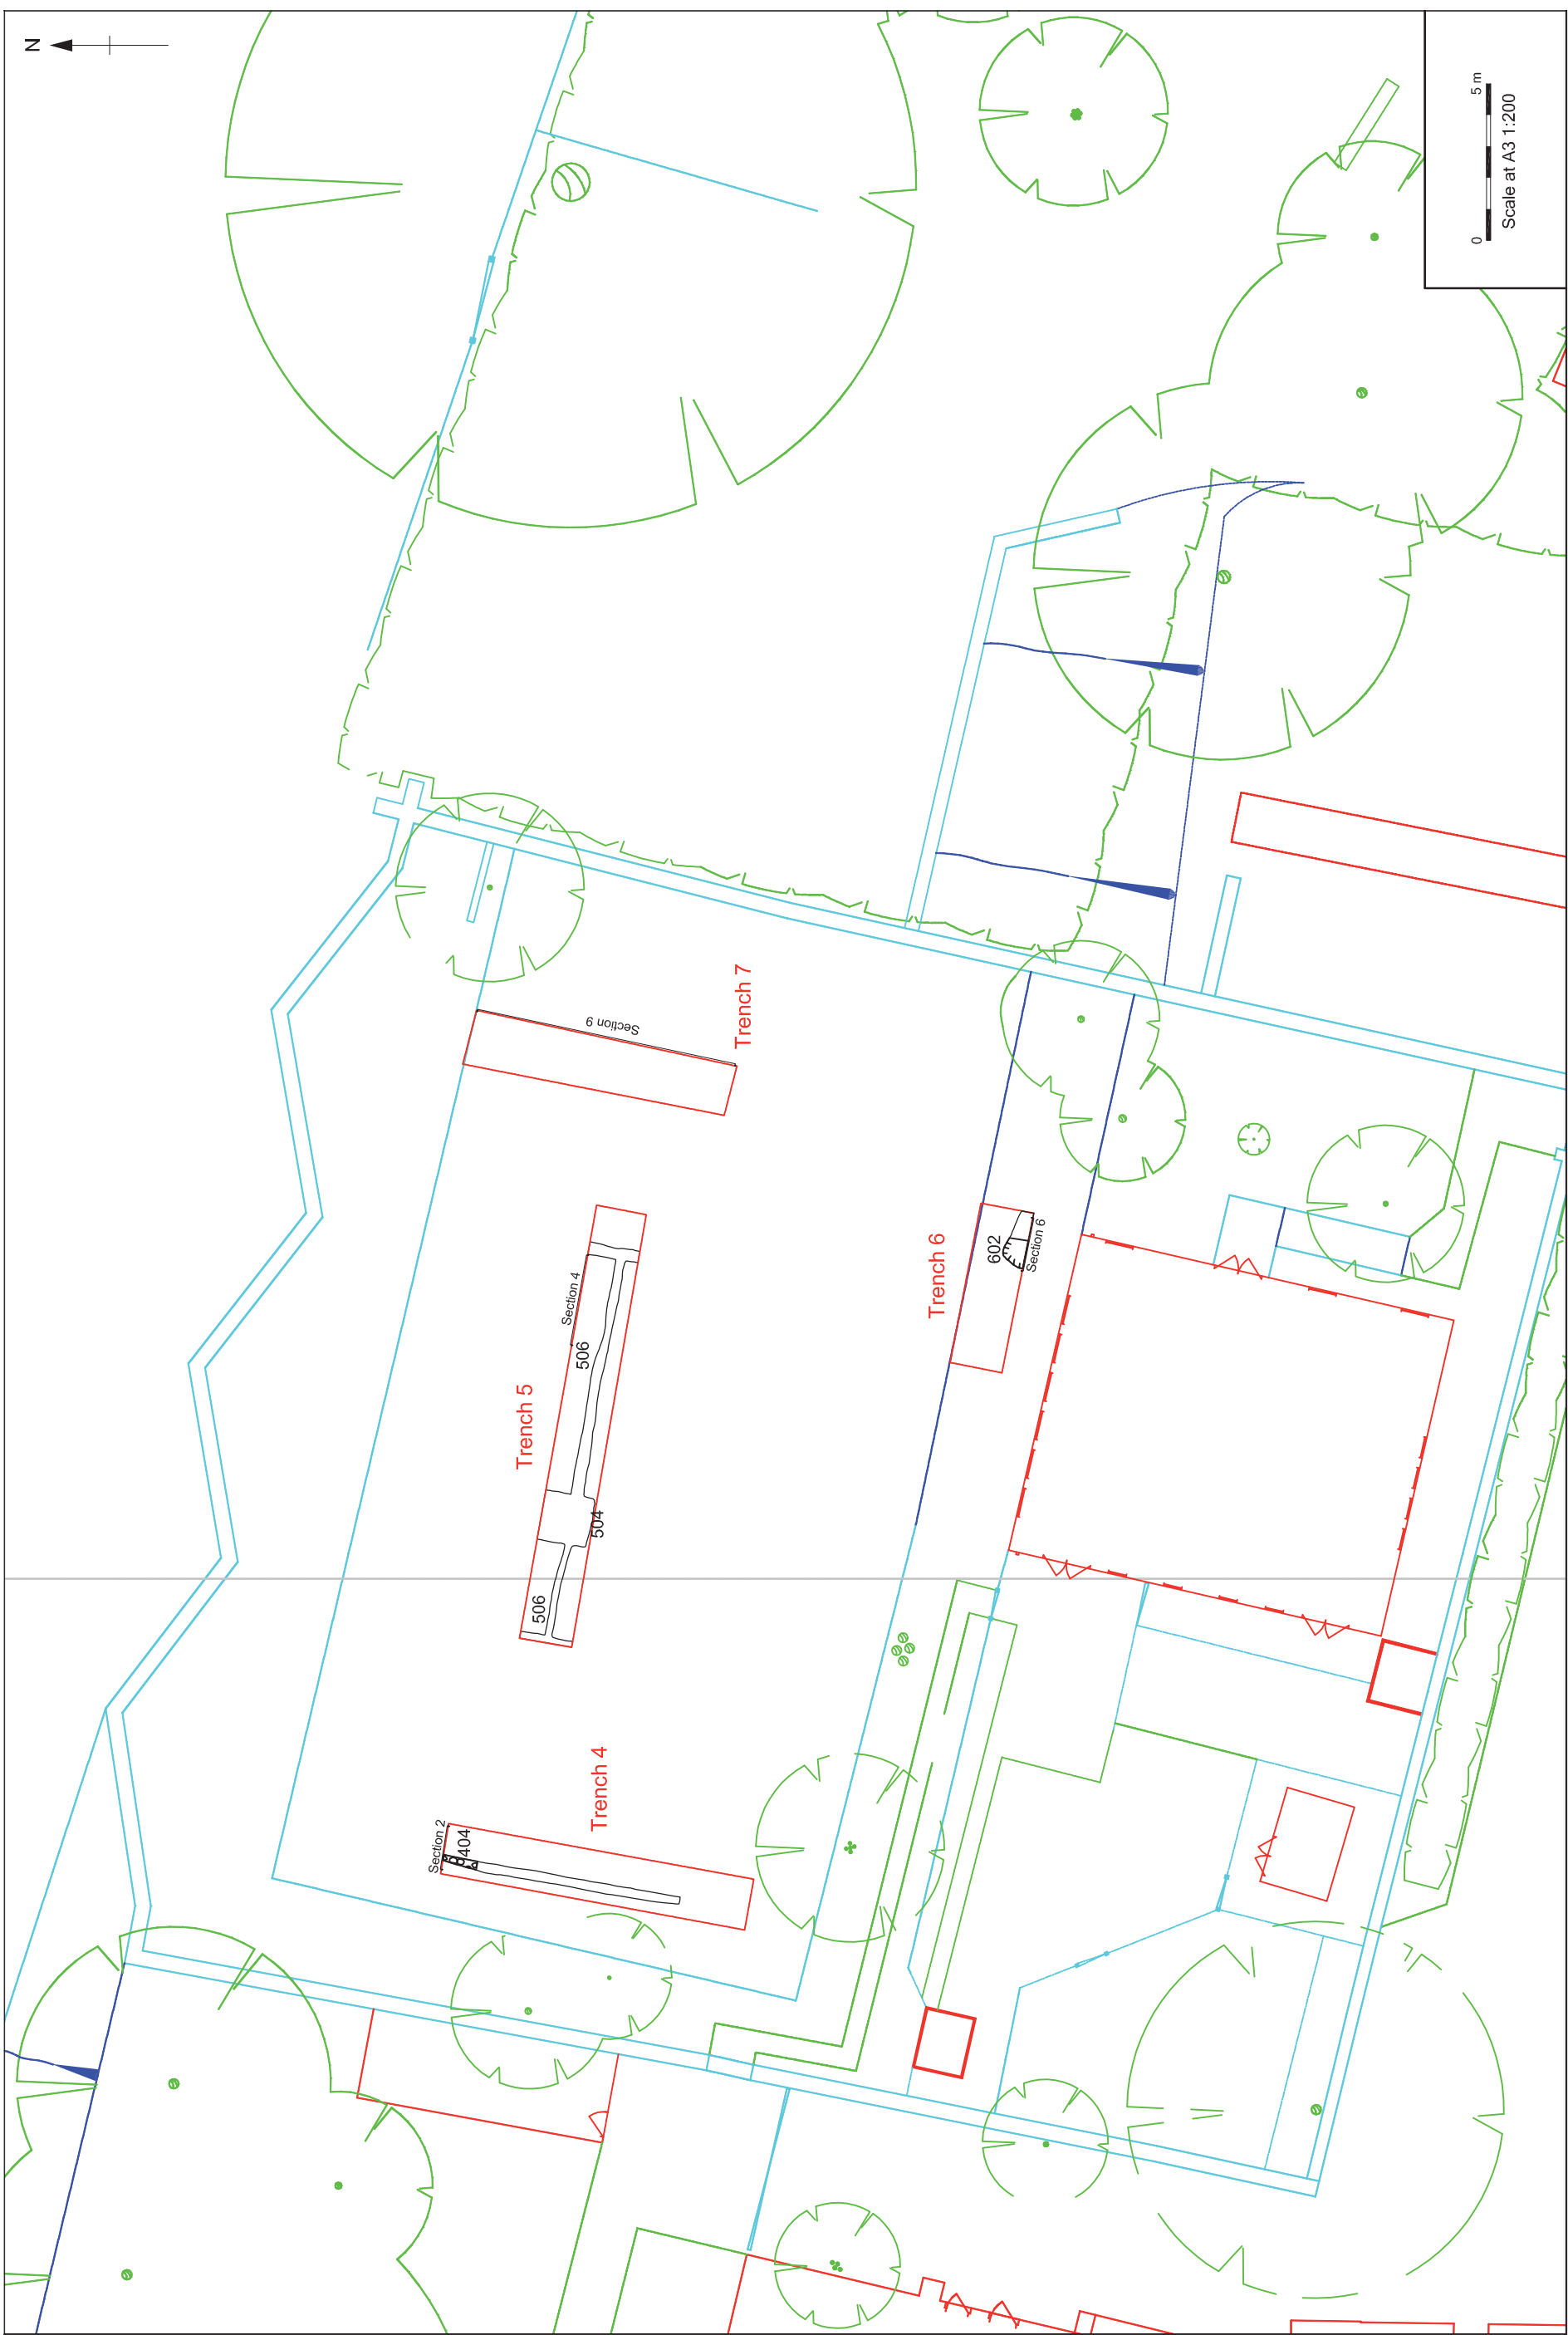 N
Section 2
404
Trench 4
506
504
Trench 5
506
Section 4
Trench 6
602
Section 6
Section 9
Trench 7
0
5 m
Scale at A3 1:200